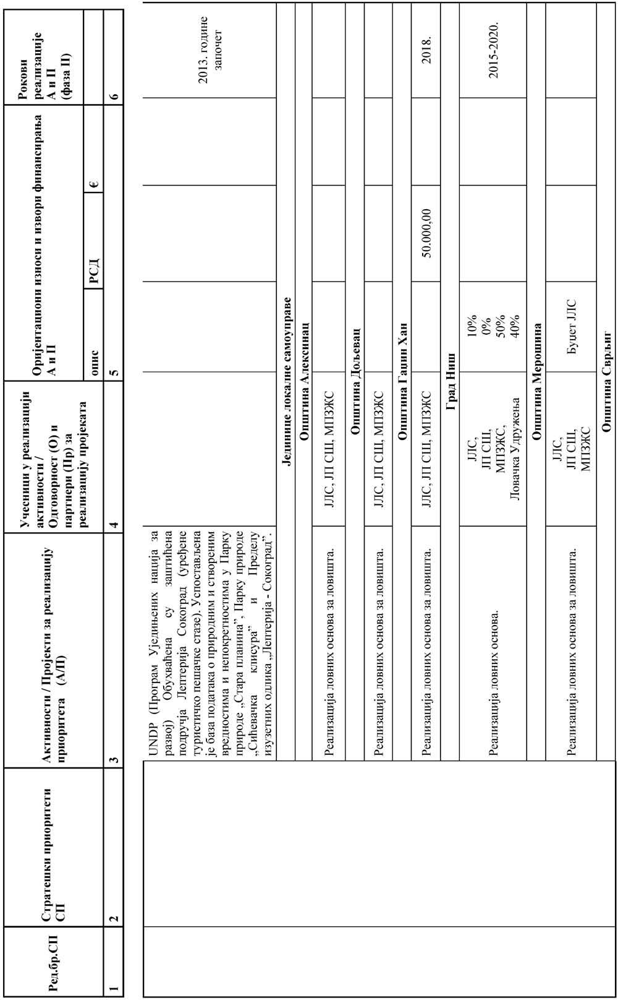 Ред.бр.СП
Стратешки приоритети
СП
Активности / Пројекти за реализацију
приоритета (А/П)
Учесници у реализацији
активности /
Одговорност (О) и
партнери (Пр) за
реализацију пројеката
Оријентациони износи и извори финансирања
А и П
Рокови
реализације
А и П
(фаза II)
опис
РСД
€
1
2
3
4
5
6
UNDP (Програм Уједињених нација за
развој) Обухваћена су заштићена
подручја Лептерија Сокоград (уређене
туристичко пешачке стазе). Успостављена
је база података о природним и створеним
вредностима и непокретностима у Парку
природе „Стара планина”, Парку природе
„Сићевачка клисура” и Пределу
изузетних одлика „Лептерија - Сокоград”.
2013. године
започет
Јединице локалне самоуправе
Општина Алексинац
Реализација ловних основа за ловишта.
ЈЛС, ЈП СШ, МПЗЖС
Општина Дољевац
Реализација ловних основа за ловишта.
ЈЛС, ЈП СШ, МПЗЖС
Општина Гаџин Хан
Реализација ловних основа за ловишта.
ЈЛС, ЈП СШ, МПЗЖС
50.000,00
2018.
Град Ниш
Реализација ловних основа.
ЈЛС,
ЈП СШ,
МПЗЖС,
Ловачка Удружења
10%
0%
50%
40%
2015-2020.
Општина Мерошина
Реализација ловних основа за ловишта.
ЈЛС,
ЈП СШ,
МПЗЖС
Буџет ЈЛС
Општина Сврљиг